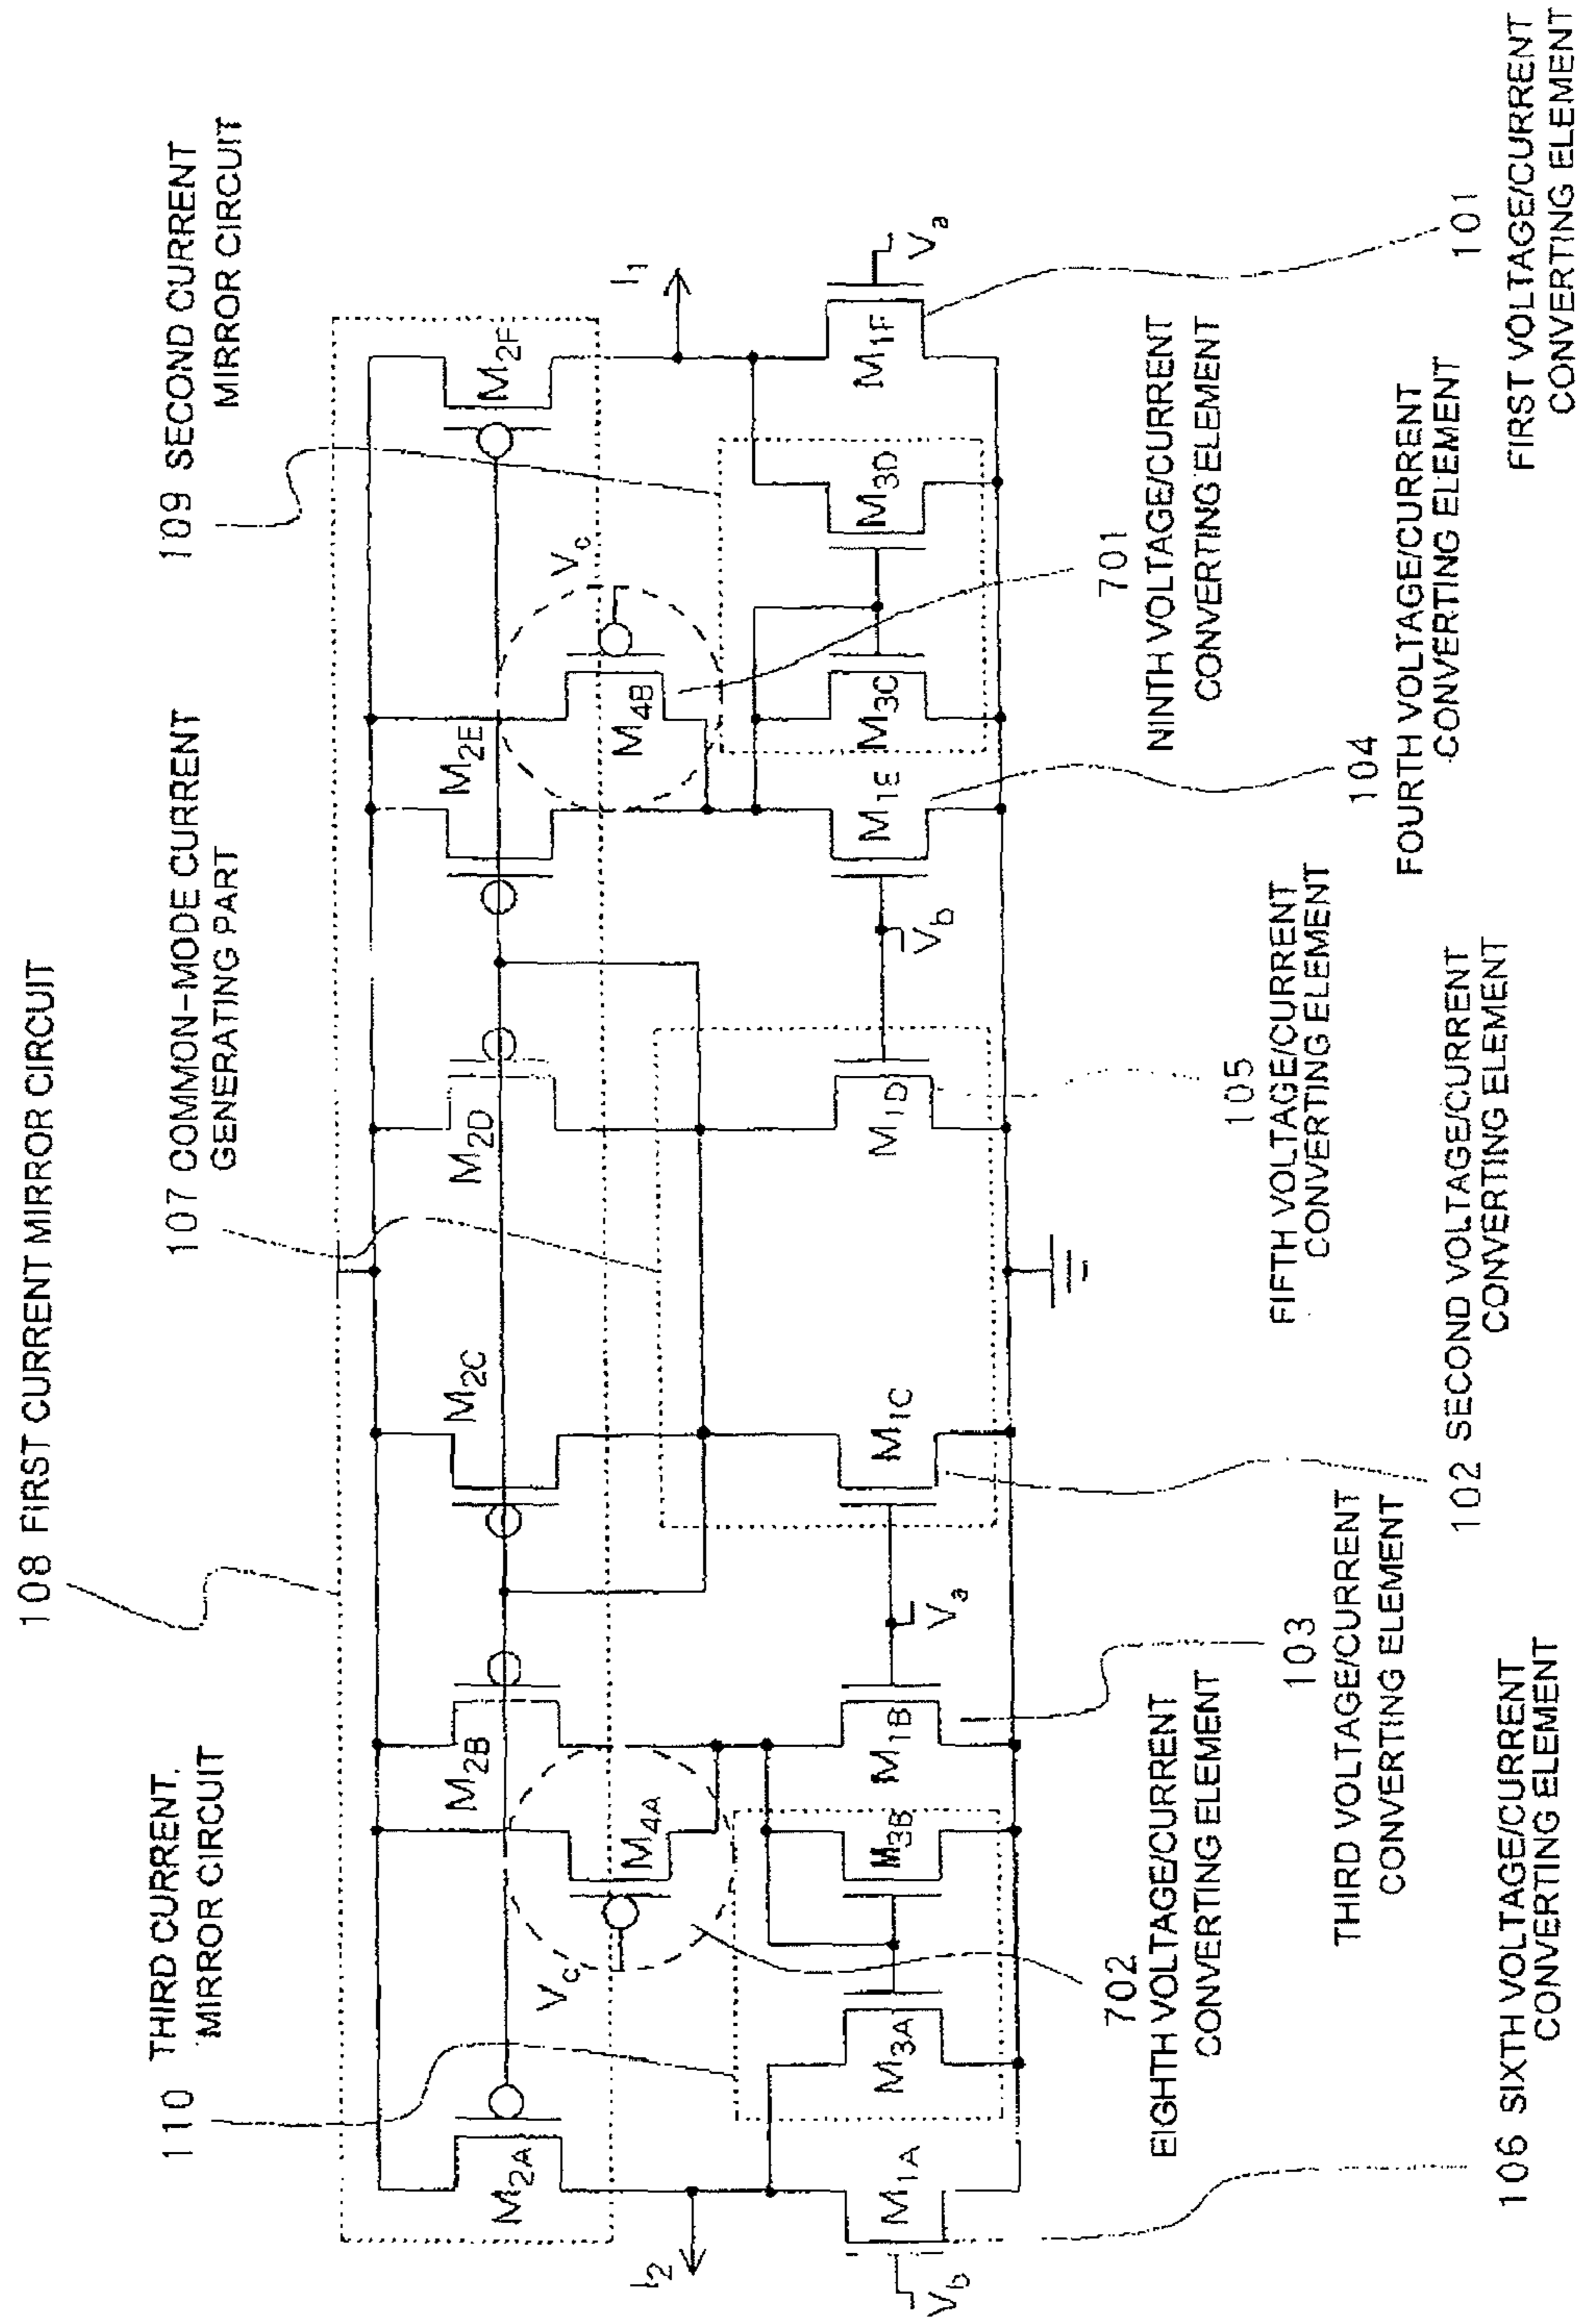 108 FIRST CURRENT MIRROR CIRCUIT
110 THIRD CURRENT
MIRROR CIRCUIT
107 COMMON-MODE CURRENT
GENERATING PART
109 SECOND CURRENT
MIRROR CIRCUIT
M2A
M2B
M2C
M2D
M2E
M2F
Vc
M4A
M4B
Vc
I2
I1
M1A
M3A
M3B
M1B
M1C
M1D
M1E
M3C
M3D
M1F
Vb
Va
Vb
Va
702
EIGHTH VOLTAGE/CURRENT
CONVERTING ELEMENT
701
NINTH VOLTAGE/CURRENT
CONVERTING ELEMENT
103
THIRD VOLTAGE/CURRENT
CONVERTING ELEMENT
105
FIFTH VOLTAGE/CURRENT
CONVERTING ELEMENT
104
FOURTH VOLTAGE/CURRENT
CONVERTING ELEMENT
106 SIXTH VOLTAGE/CURRENT
CONVERTING ELEMENT
102 SECOND VOLTAGE/CURRENT
CONVERTING ELEMENT
101
FIRST VOLTAGE/CURRENT
CONVERTING ELEMENT